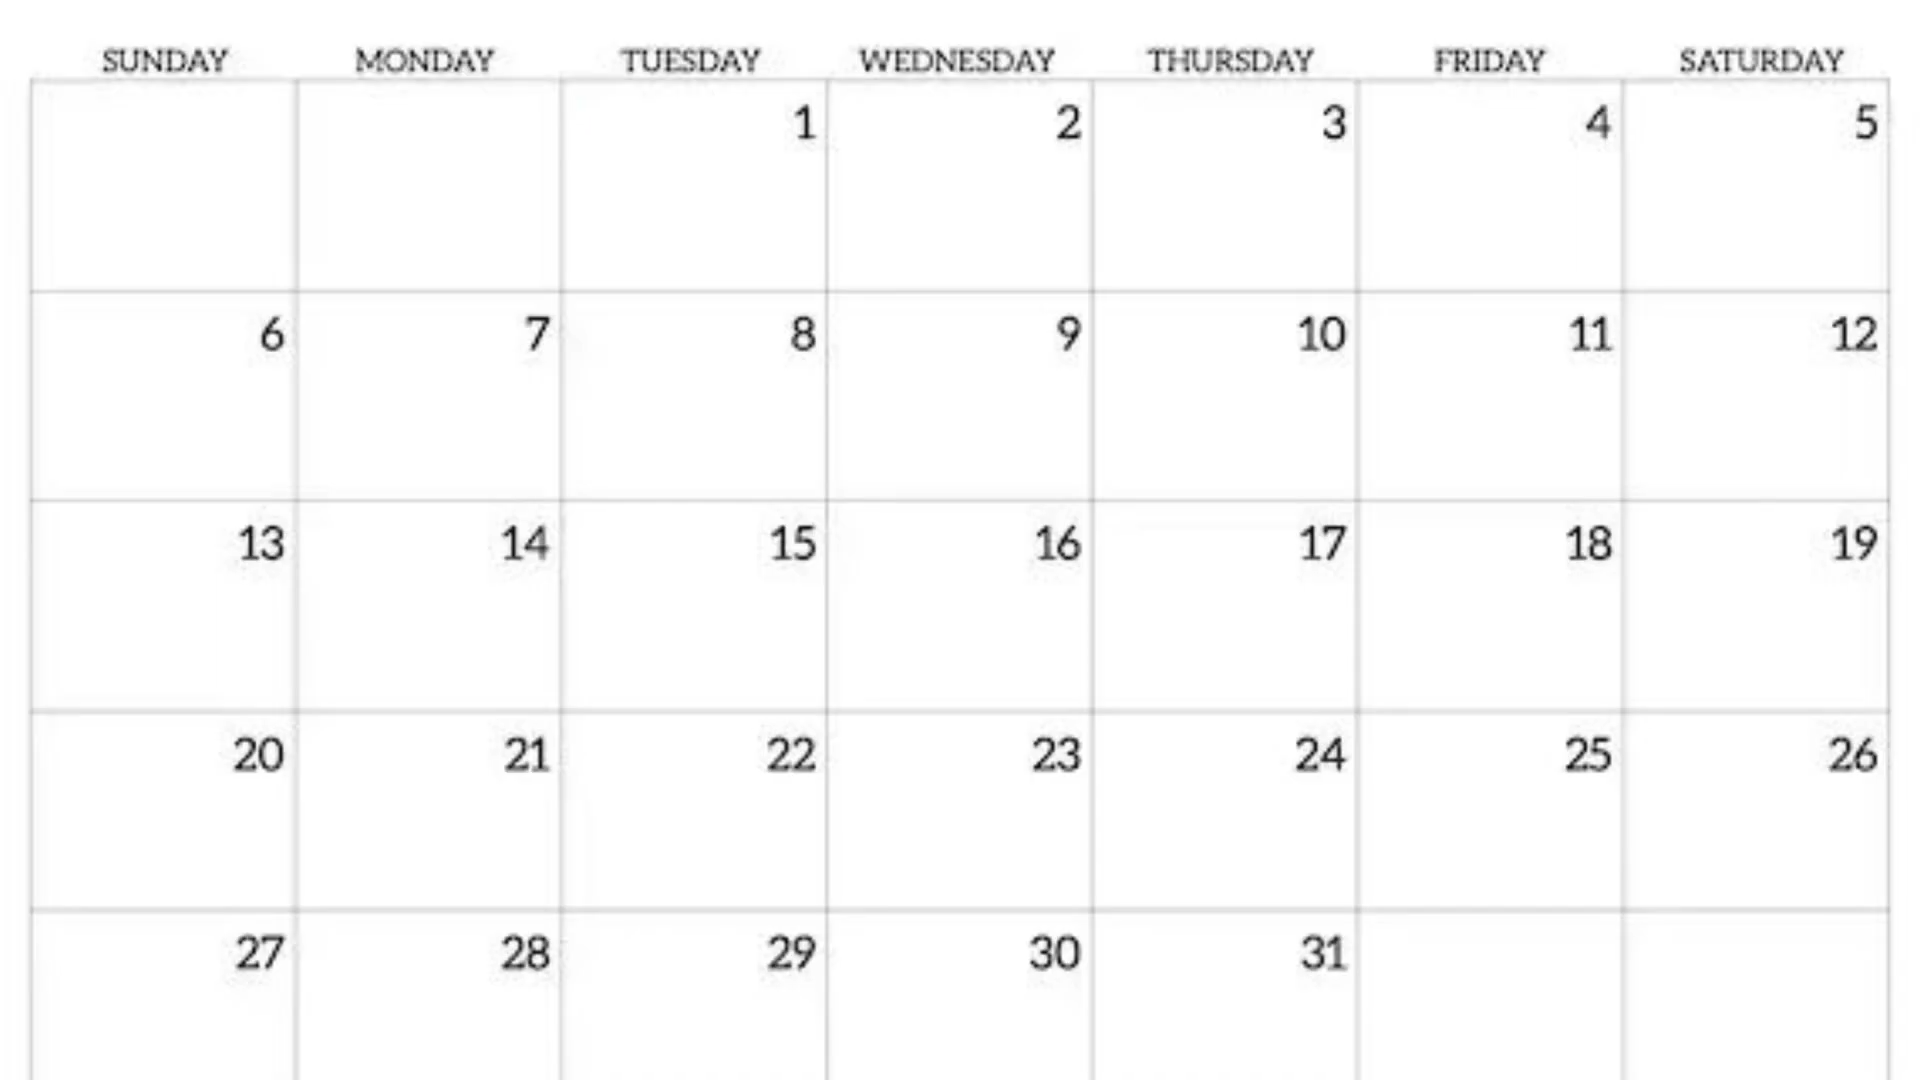 SUNDAY MONDAY TUESDAY WEDNESDAY THURSDAY FRIDAY SATURDAY
1 2 3 4 5
6 7 8 9 10 11 12
13 14 15 16 17 18 19
20 21 22 23 24 25 26
27 28 29 30 31